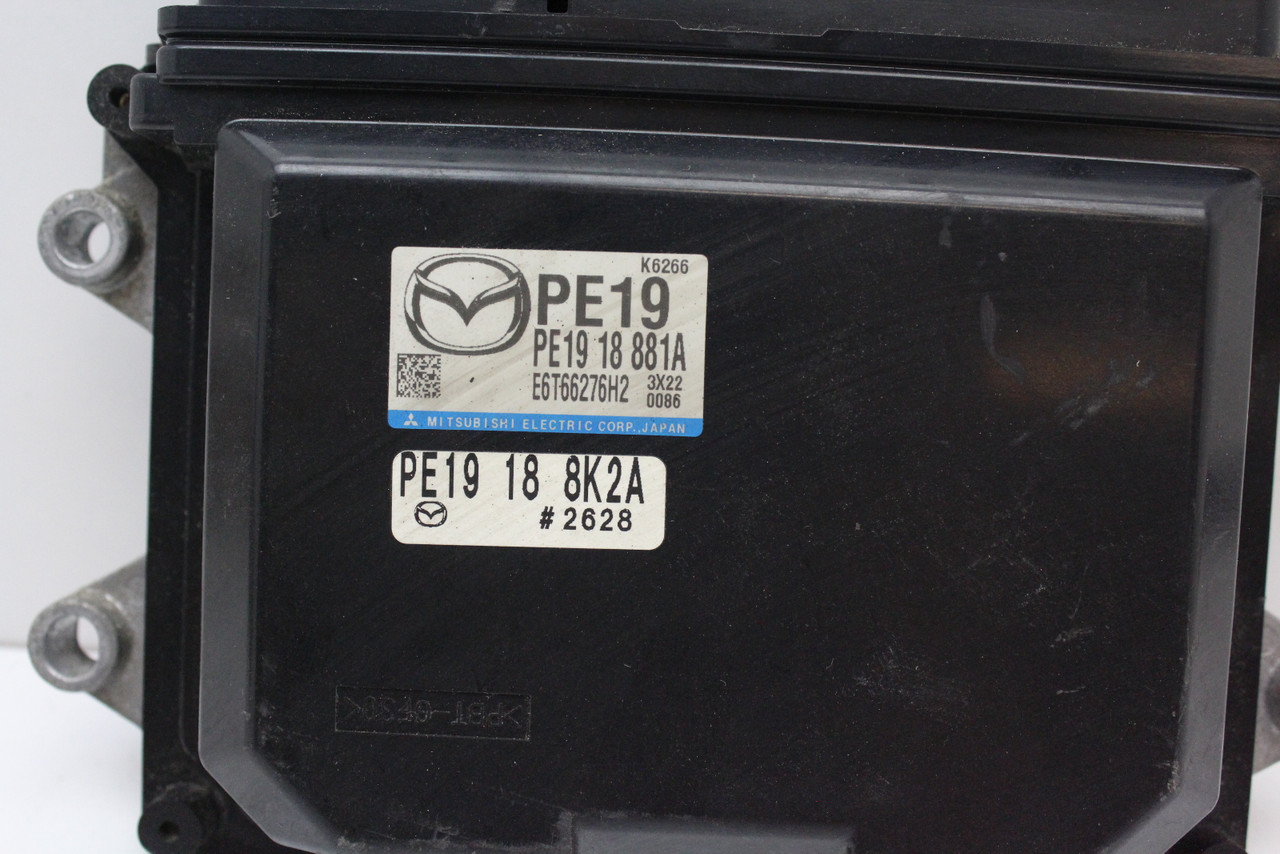 K6266
PE19
PE19 18 881A
E6T66276H2 3X22
0086
MITSUBISHI ELECTRIC CORP., JAPAN
PE19 18 8K2A
#2628
>PBT-GF30<